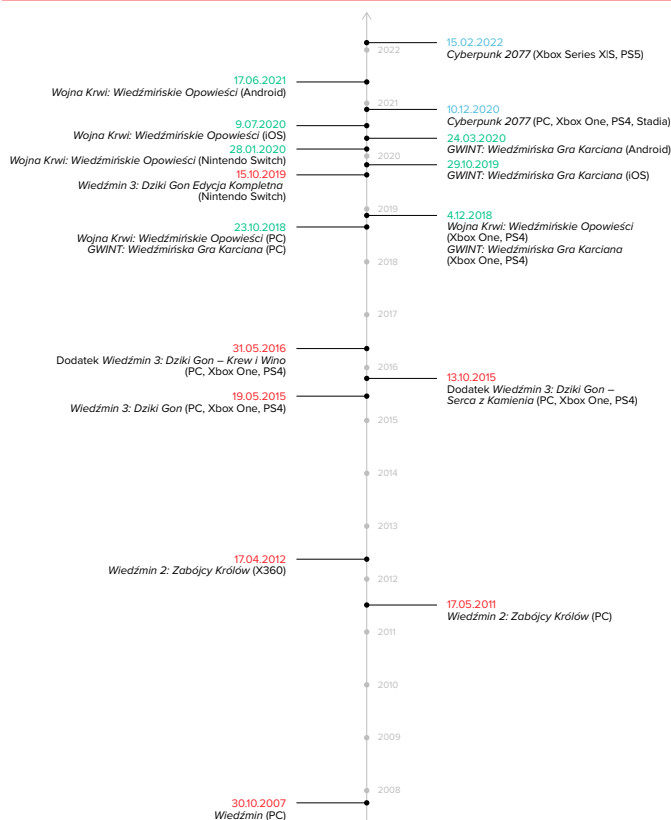 15.02.2022
2022
Cyberpunk 2077 (Xbox Series X|S, PS5)
17.06.2021
Wojna Krwi: Wiedźmińskie Opowieści (Android)
2021
10.12.2020
Cyberpunk 2077 (PC, Xbox One, PS4, Stadia)
9.07.2020
Wojna Krwi: Wiedźmińskie Opowieści (iOS)
24.03.2020
GWINT: Wiedźmińska Gra Karciana (Android)
28.01.2020
Wojna Krwi: Wiedźmińskie Opowieści (Nintendo Switch)
2020
29.10.2019
GWINT: Wiedźmińska Gra Karciana (iOS)
15.10.2019
Wiedźmin 3: Dziki Gon Edycja Kompletna
(Nintendo Switch)
2019
4.12.2018
Wojna Krwi: Wiedźmińskie Opowieści
(Xbox One, PS4)
GWINT: Wiedźmińska Gra Karciana
(Xbox One, PS4)
23.10.2018
Wojna Krwi: Wiedźmińskie Opowieści (PC)
GWINT: Wiedźmińska Gra Karciana (PC)
2018
2017
31.05.2016
Dodatek Wiedźmin 3: Dziki Gon – Krew i Wino
(PC, Xbox One, PS4)
2016
13.10.2015
Dodatek Wiedźmin 3: Dziki Gon –
Serca z Kamienia (PC, Xbox One, PS4)
19.05.2015
Wiedźmin 3: Dziki Gon (PC, Xbox One, PS4)
2015
2014
2013
17.04.2012
Wiedźmin 2: Zabójcy Królów (X360)
2012
17.05.2011
Wiedźmin 2: Zabójcy Królów (PC)
2011
2010
2009
2008
30.10.2007
Wiedźmin (PC)